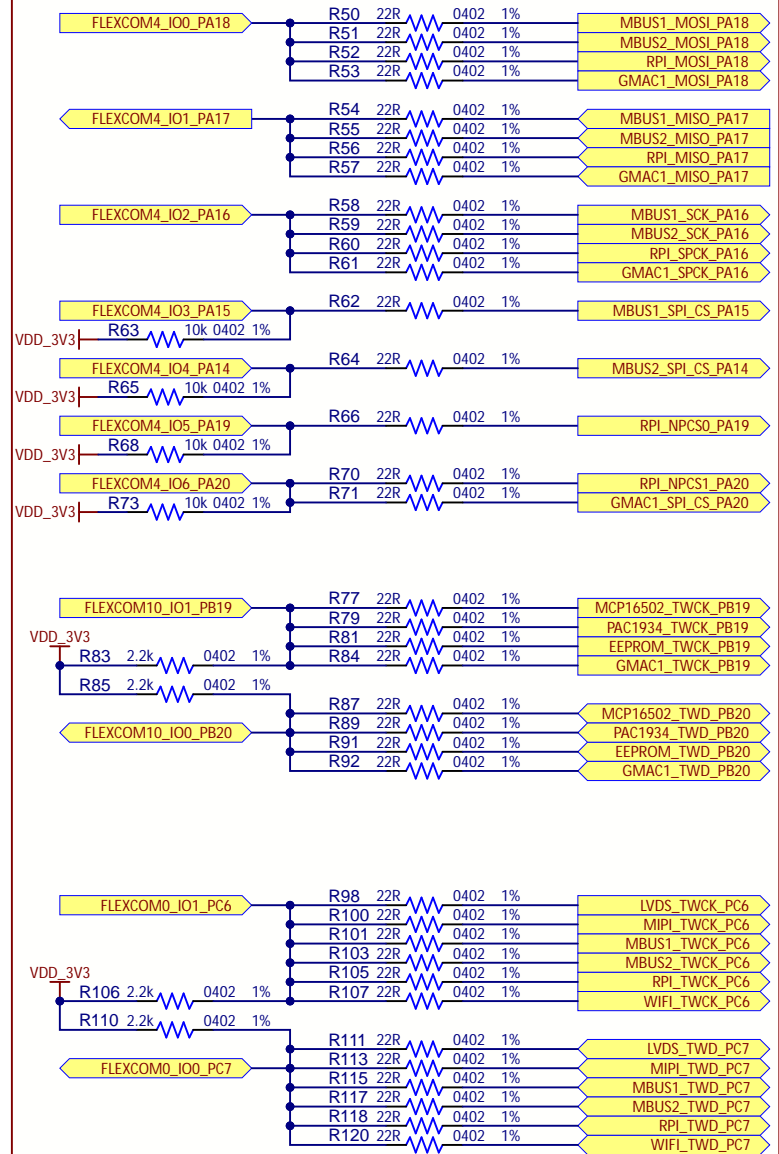 FLEXCOM4_IO0_PA18 R50 22R 0402 1% MBUS1_MOSI_PA18
R51 22R 0402 1% MBUS2_MOSI_PA18
R52 22R 0402 1% RPI_MOSI_PA18
R53 22R 0402 1% GMAC1_MOSI_PA18
FLEXCOM4_IO1_PA17 R54 22R 0402 1% MBUS1_MISO_PA17
R55 22R 0402 1% MBUS2_MISO_PA17
R56 22R 0402 1% RPI_MISO_PA17
R57 22R 0402 1% GMAC1_MISO_PA17
FLEXCOM4_IO2_PA16 R58 22R 0402 1% MBUS1_SCK_PA16
R59 22R 0402 1% MBUS2_SCK_PA16
R60 22R 0402 1% RPI_SPCK_PA16
R61 22R 0402 1% GMAC1_SPCK_PA16
FLEXCOM4_IO3_PA15 R62 22R 0402 1% MBUS1_SPI_CS_PA15
VDD_3V3 R63 10k 0402 1%
FLEXCOM4_IO4_PA14 R64 22R 0402 1% MBUS2_SPI_CS_PA14
VDD_3V3 R65 10k 0402 1%
FLEXCOM4_IO5_PA19 R66 22R 0402 1% RPI_NPCS0_PA19
VDD_3V3 R68 10k 0402 1%
FLEXCOM4_IO6_PA20 R70 22R 0402 1% RPI_NPCS1_PA20
R71 22R 0402 1% GMAC1_SPI_CS_PA20
VDD_3V3 R73 10k 0402 1%
FLEXCOM10_IO1_PB19 R77 22R 0402 1% MCP16502_TWCK_PB19
R79 22R 0402 1% PAC1934_TWCK_PB19
VDD_3V3 R81 22R 0402 1% EEPROM_TWCK_PB19
R83 2.2k 0402 1% R84 22R 0402 1% GMAC1_TWCK_PB19
R85 2.2k 0402 1%
R87 22R 0402 1% MCP16502_TWD_PB20
FLEXCOM10_IO0_PB20 R89 22R 0402 1% PAC1934_TWD_PB20
R91 22R 0402 1% EEPROM_TWD_PB20
R92 22R 0402 1% GMAC1_TWD_PB20
FLEXCOM0_IO1_PC6 R98 22R 0402 1% LVDS_TWCK_PC6
R100 22R 0402 1% MIPI_TWCK_PC6
R101 22R 0402 1% MBUS1_TWCK_PC6
R103 22R 0402 1% MBUS2_TWCK_PC6
VDD_3V3 R105 22R 0402 1% RPI_TWCK_PC6
R106 2.2k 0402 1% R107 22R 0402 1% WIFI_TWCK_PC6
R110 2.2k 0402 1%
R111 22R 0402 1% LVDS_TWD_PC7
FLEXCOM0_IO0_PC7 R113 22R 0402 1% MIPI_TWD_PC7
R115 22R 0402 1% MBUS1_TWD_PC7
R117 22R 0402 1% MBUS2_TWD_PC7
R118 22R 0402 1% RPI_TWD_PC7
R120 22R 0402 1% WIFI_TWD_PC7